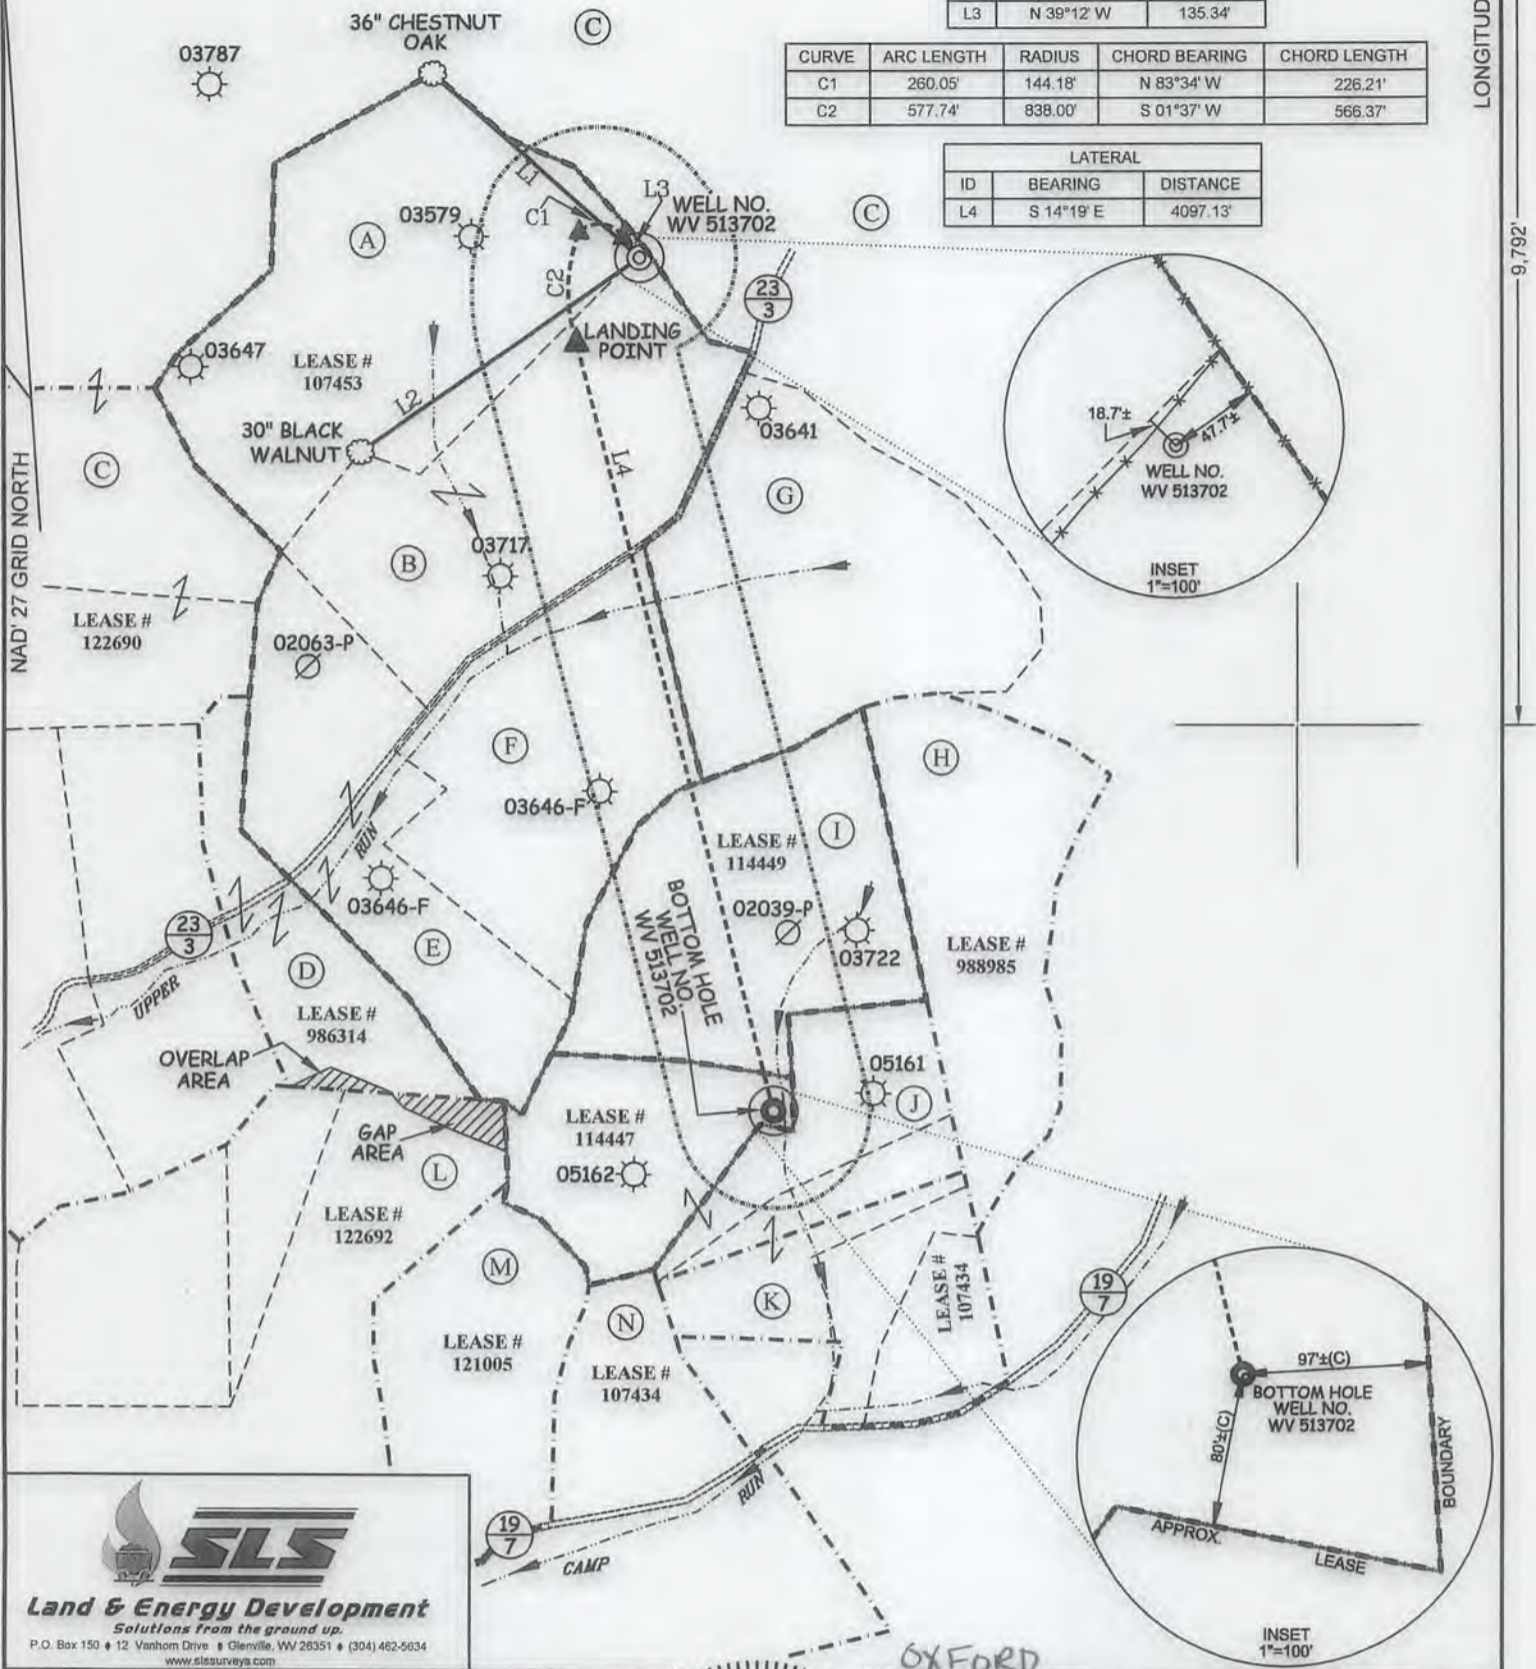 L3 N 39°12' W 135.34'
CURVE ARC LENGTH RADIUS CHORD BEARING CHORD LENGTH
C1 260.05' 144.18' N 83°34' W 226.21'
C2 577.74' 838.00' S 01°37' W 566.37'
LATERAL
ID BEARING DISTANCE
L4 S 14°19' E 4097.13'
LONGITUD
9,792'
36" CHESTNUT
OAK
C
03787
L1
L3
WELL NO.
WV 513702
C
03579
C1
A
C2
23
3
LANDING
POINT
03647
LEASE #
107453
L2
03641
30" BLACK
WALNUT
C
L4
G
18.7'±
47.7'±
WELL NO.
WV 513702
INSET
1"=100'
NAD' 27 GRID NORTH
B
03717
LEASE #
122690
02063-P
F
H
03646-F
LEASE #
114449
I
RUN
03646-F
BOTTOM HOLE
WELL NO.
WV 513702
02039-P
03722
LEASE #
988985
23
3
E
D
UPPER
LEASE #
986314
OVERLAP
AREA
05161
J
LEASE #
114447
GAP
AREA
L
05162
LEASE #
122692
M
K
LEASE #
107434
19
7
N
LEASE #
121005
LEASE #
107434
97'±(C)
BOTTOM HOLE
WELL NO.
WV 513702
80'±(C)
BOUNDARY
APPROX.
LEASE
INSET
1"=100'
RUN
19
7
CAMP
SLS
Land & Energy Development
Solutions from the ground up.
P.O. Box 150 ♦ 12 Vanhorn Drive ♦ Glenville, WV 26351 ♦ (304) 462-5634
www.slssurveys.com
OXFORD